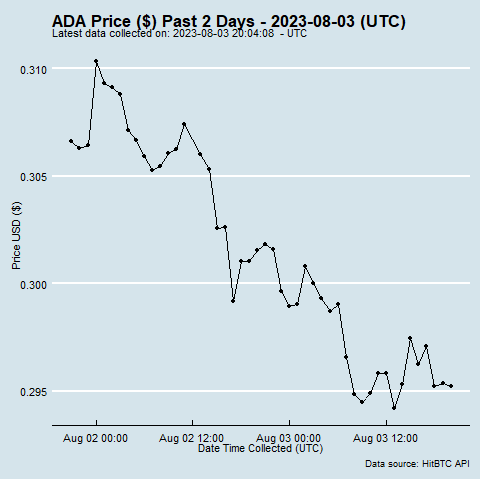 ADA Price ($) Past 2 Days - 2023-08-03 (UTC)
Latest data collected on: 2023-08-03 20:04:08 - UTC
0.310
0.305
0.300
0.295
Price USD ($)
Aug 02 00:00
Aug 02 12:00
Aug 03 00:00
Aug 03 12:00
Date Time Collected (UTC)
Data source: HitBTC API